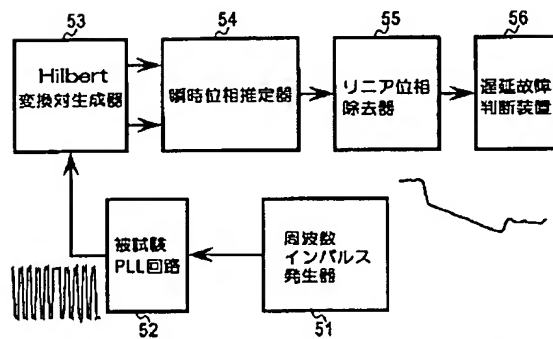 53
54
55
56
Hilbert
変換対生成器
瞬時位相推定器
リニア位相
除去器
遅延故障
判断装置
被試験
PLL回路
周波数
インパルス
発生器
52
51